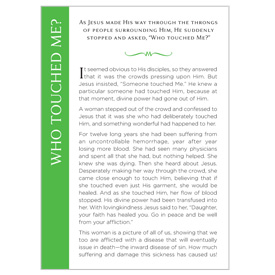 WHO TOUCHED ME?
As Jesus made His way through the throngs
of people surrounding Him, He suddenly
stopped and asked, "Who touched Me?"
It seemed obvious to His disciples, so they answered
that it was the crowds pressing upon Him. But
Jesus insisted, "Someone touched Me." He knew a
particular someone had touched Him, because at
that moment, divine power had gone out of Him.
A woman stepped out of the crowd and confessed to
Jesus that it was she who had deliberately touched
Him, and something wonderful had happened to her.
For twelve long years she had been suffering from
an uncontrollable hemorrhage, year after year
losing more blood. She had seen many physicians
and spent all that she had, but nothing helped. She
knew she was dying. Then she heard about Jesus.
Desperately making her way through the crowd, she
came close enough to touch Him, believing that if
she touched even just His garment, she would be
healed. And as she touched Him, her flow of blood
stopped. His divine power had been transfused into
her. With lovingkindness Jesus said to her, "Daughter,
your faith has healed you. Go in peace and be well
from your affliction."
This woman is a picture of all of us, showing that we
too are afflicted with a disease that will eventually
issue in death—the inward disease of sin. How much
suffering and damage this sickness has caused us!